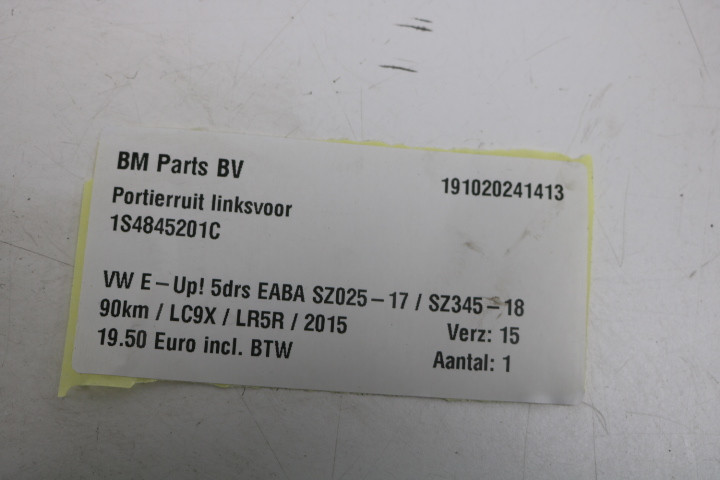 BM Parts BV
191020241413
Portierruit linksvoor
1S4845201C
VW E-Up! 5drs EABA SZ025-17 / SZ345-18
90km / LC9X / LR5R / 2015 Verz: 15
19.50 Euro incl. BTW Aantal: 1